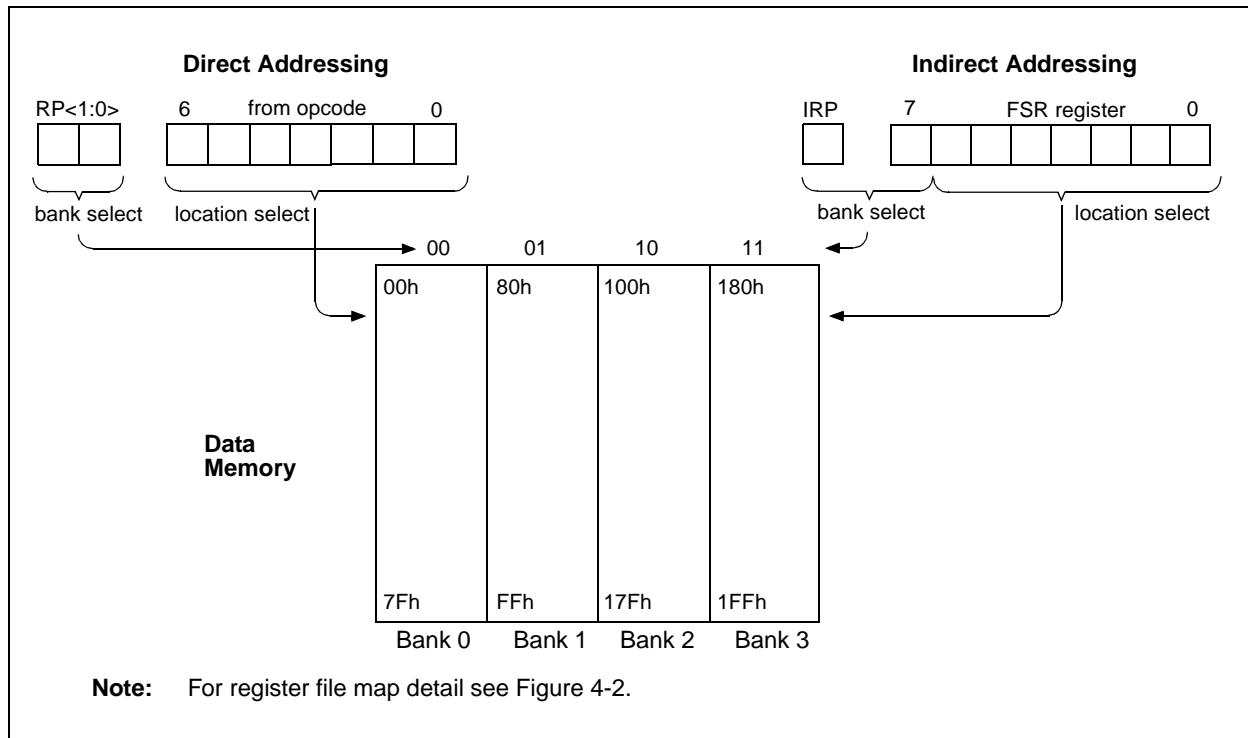 Direct Addressing
Indirect Addressing
RP<1:0> 6 from opcode 0
IRP 7 FSR register 0
bank select location select
bank select location select
00 01 10 11
00h 80h 100h 180h
Data
Memory
7Fh FFh 17Fh 1FFh
Bank 0 Bank 1 Bank 2 Bank 3
Note: For register file map detail see Figure 4-2.